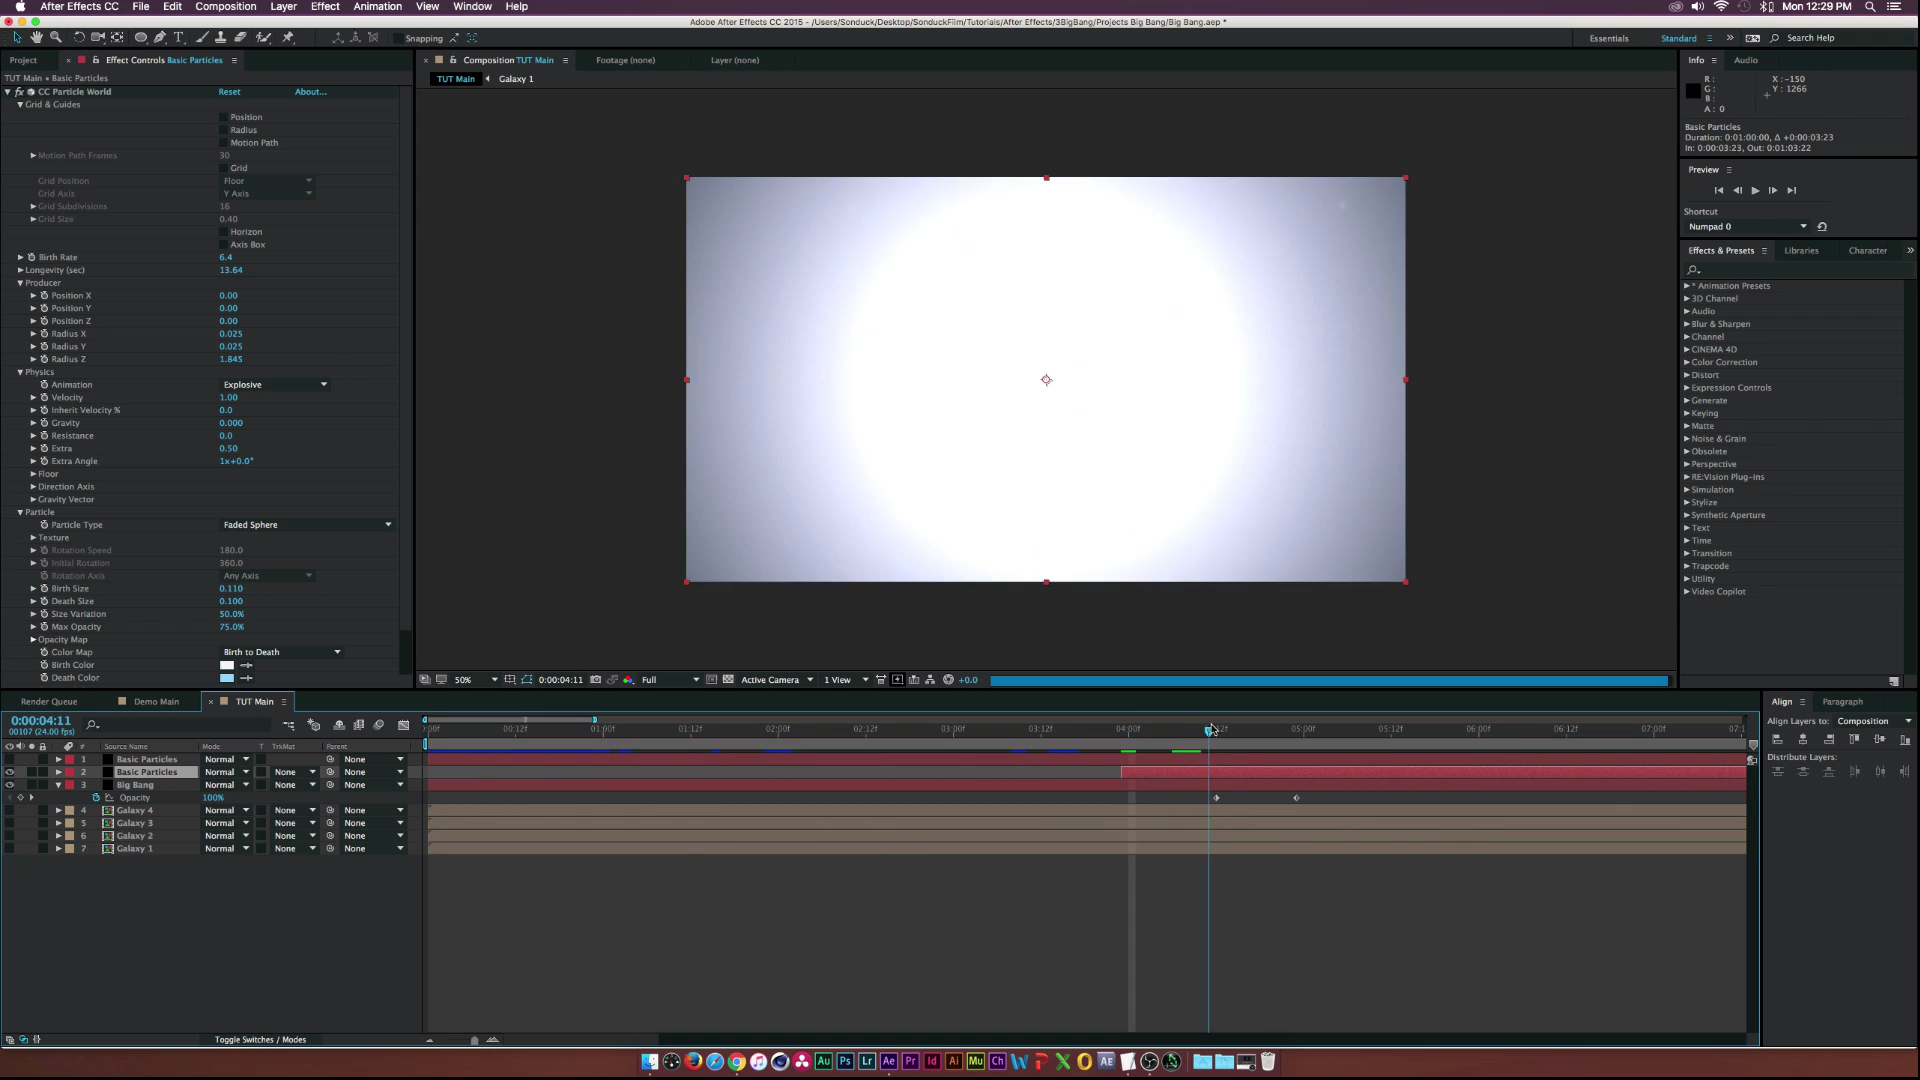 After Effects CC File Edit Composition Layer Effect Animation View Window Help Mon 12:29 PM
Adobe After Effects CC 2015 - /Users/Sonduck/Desktop/SonduckFilm/Tutorials/After Effects/3BigBang/Projects Big Bang/Big Bang.aep *
Snapping Essentials Standard Search Help
Project Effect Controls Basic Particles Composition TUT Main Footage (none) Layer (none) Info Audio
TUT Main • Basic Particles TUT Main Galaxy 1
fx CC Particle World Reset About...
Grid & Guides
Position
Radius
Motion Path
Motion Path Frames 30
Grid
Grid Position Floor
Grid Axis Y Axis
Grid Subdivisions 16
Grid Size 0.40
Horizon
Axis Box
Birth Rate 6.4
Longevity (sec) 13.64
Producer
Position X 0.00
Position Y 0.00
Position Z 0.00
Radius X 0.025
Radius Y 0.025
Radius Z 1.845
Physics
Animation Explosive
Velocity 1.00
Inherit Velocity % 0.0
Gravity 0.000
Resistance 0.0
Extra 0.50
Extra Angle 1x+0.0°
Floor
Direction Axis
Gravity Vector
Particle
Particle Type Faded Sphere
Texture
Rotation Speed 180.0
Initial Rotation 360.0
Rotation Axis Any Axis
Birth Size 0.110
Death Size 0.100
Size Variation 50.0%
Max Opacity 75.0%
Opacity Map
Color Map Birth to Death
Birth Color
Death Color
50% 0:00:04:11 Full Active Camera 1 View +0.0
R: X: -150
G: Y: 1266
B:
A: 0
Basic Particles
Duration: 0:01:00:00, Δ +0:00:03:23
In: 0:00:03:23, Out: 0:01:03:22
Preview
Shortcut
Numpad 0
Effects & Presets Libraries Character
* Animation Presets
3D Channel
Audio
Blur & Sharpen
Channel
CINEMA 4D
Color Correction
Distort
Expression Controls
Generate
Keying
Matte
Noise & Grain
Obsolete
Perspective
RE:Vision Plug-ins
Simulation
Stylize
Synthetic Aperture
Text
Time
Transition
Trapcode
Utility
Video Copilot
Render Queue Demo Main TUT Main
0:00:04:11
00107 (24.00 fps)
:00f 00:12f 01:00f 01:12f 02:00f 02:12f 03:00f 03:12f 04:00f 05:00f 05:12f 06:00f 06:12f 07:00f
# Source Name Mode T TrkMat Parent
1 Basic Particles Normal None
2 Basic Particles Normal None None
3 Big Bang Normal None None
Opacity 100%
4 Galaxy 4 Normal None None
5 Galaxy 3 Normal None None
6 Galaxy 2 Normal None None
7 Galaxy 1 Normal None None
Toggle Switches / Modes
Align Paragraph
Align Layers to: Composition
Distribute Layers:
Au Ps Lr Ae Pr Id Ai Mu Ch W P X O AE